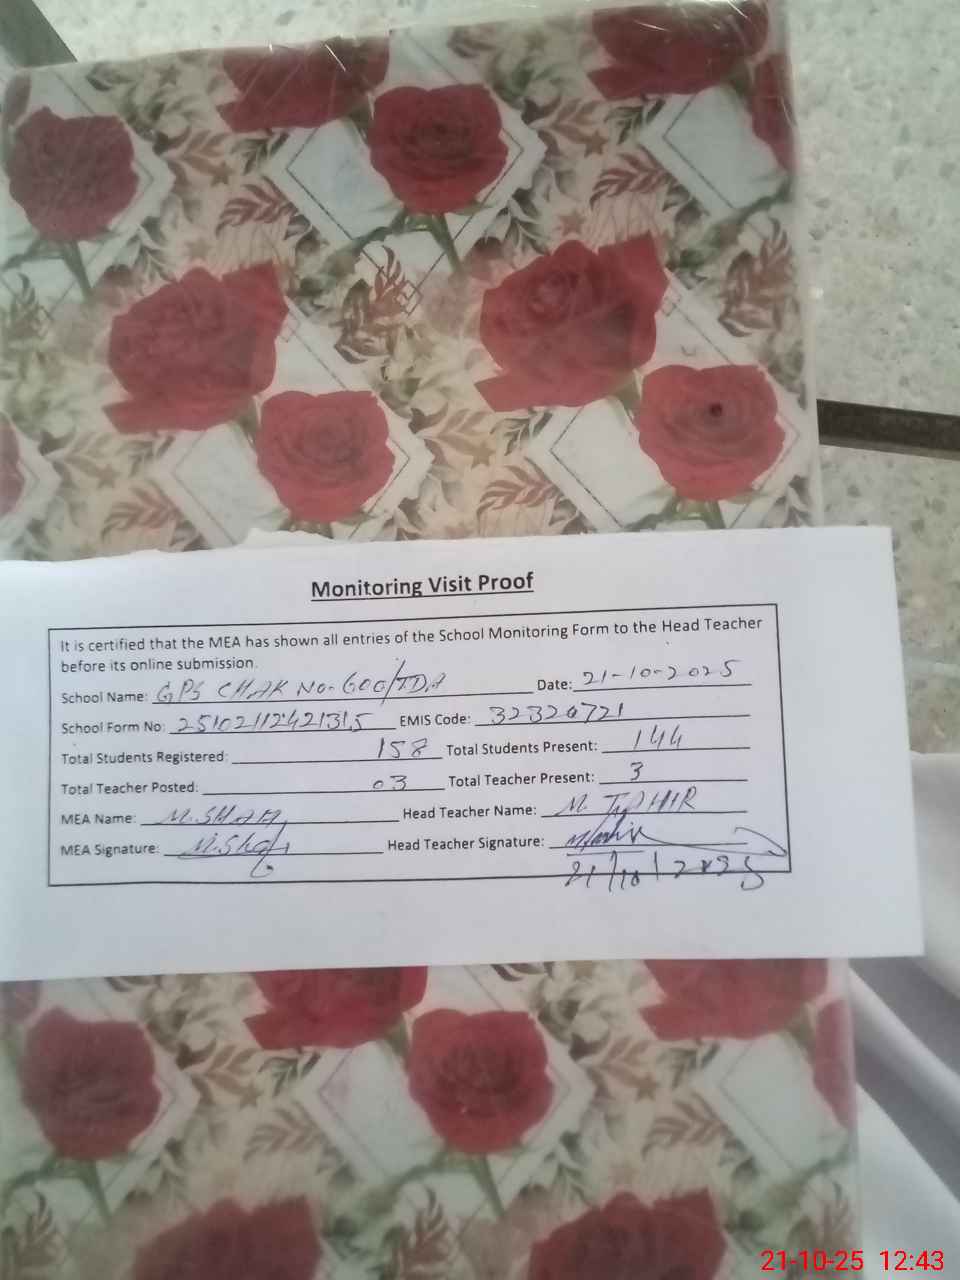 Monitoring Visit Proof
It is certified that the MEA has shown all entries of the School Monitoring Form to the Head Teacher
before its online submission.
School Name: GPS CHAK NO-600/TDA Date: 21-10-2025
School Form No: EMIS Code:
Total Students Registered: 158 Total Students Present: 144
Total Teacher Posted: 03 Total Teacher Present: 3
MEA Name: Head Teacher Name: M. TAHIR
MEA Signature: Head Teacher Signature:
21/10/2025
21-10-25 12:43